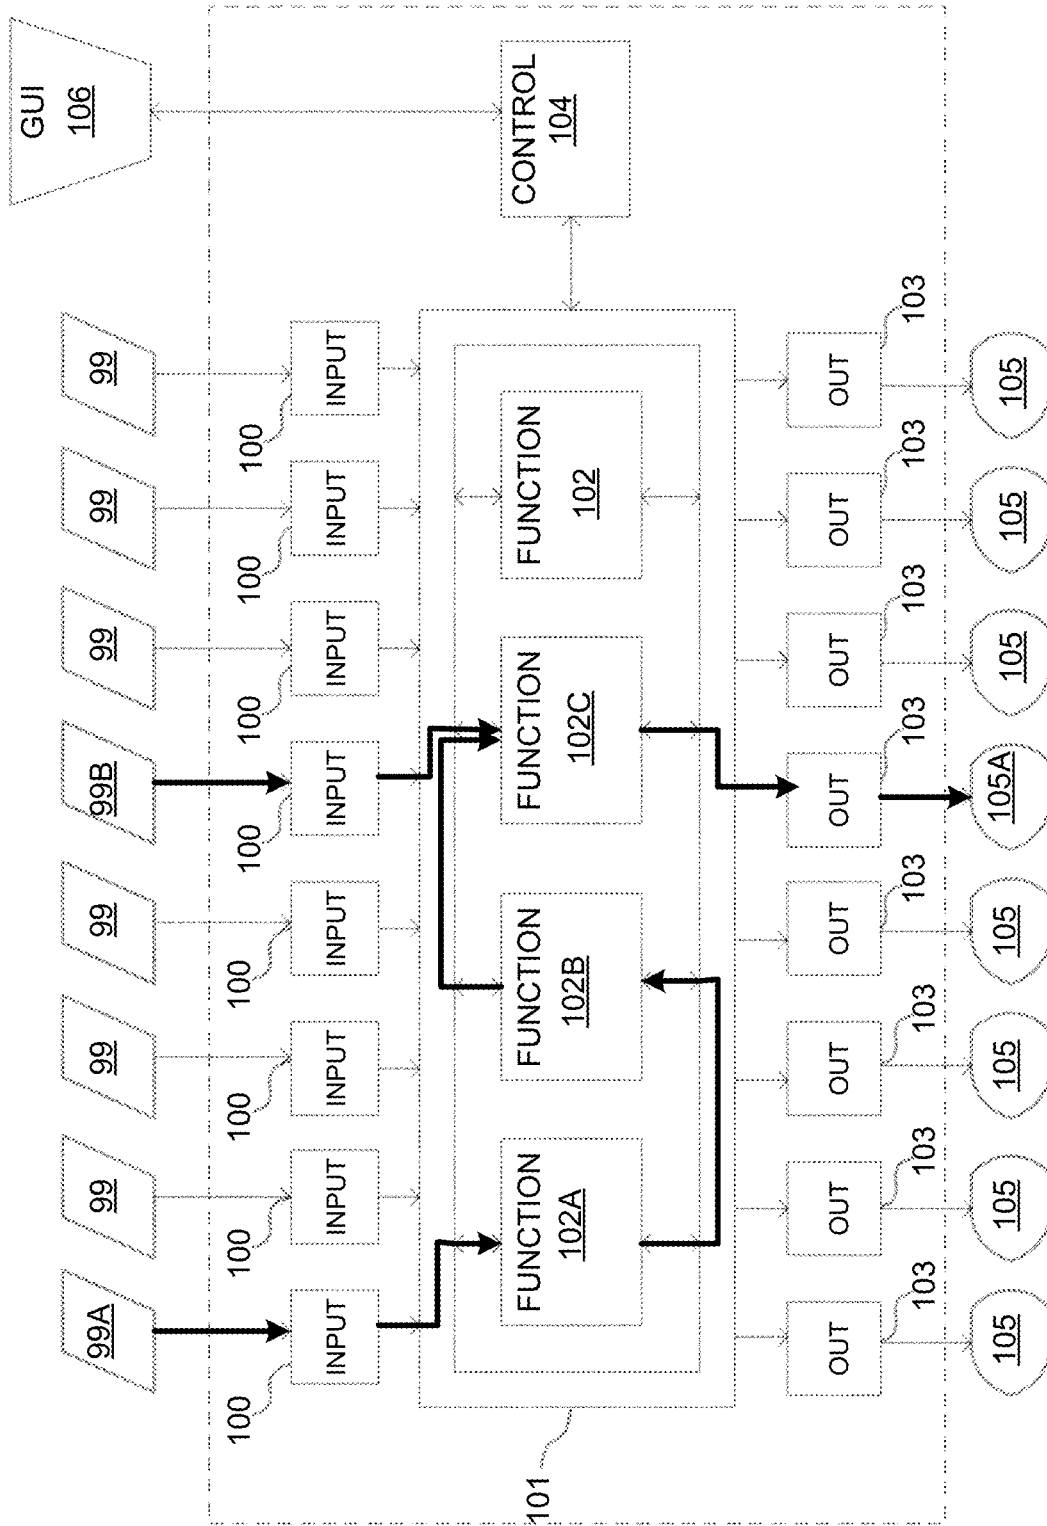 GUI
106
99A
99
99
99
99B
99
99
99
100
100
100
100
100
100
100
100
INPUT
INPUT
INPUT
INPUT
INPUT
INPUT
INPUT
INPUT
CONTROL
104
FUNCTION
102A
FUNCTION
102B
FUNCTION
102C
FUNCTION
102
101
OUT
OUT
OUT
OUT
OUT
OUT
OUT
OUT
103
103
103
103
103
103
103
103
105
105
105
105
105A
105
105
105